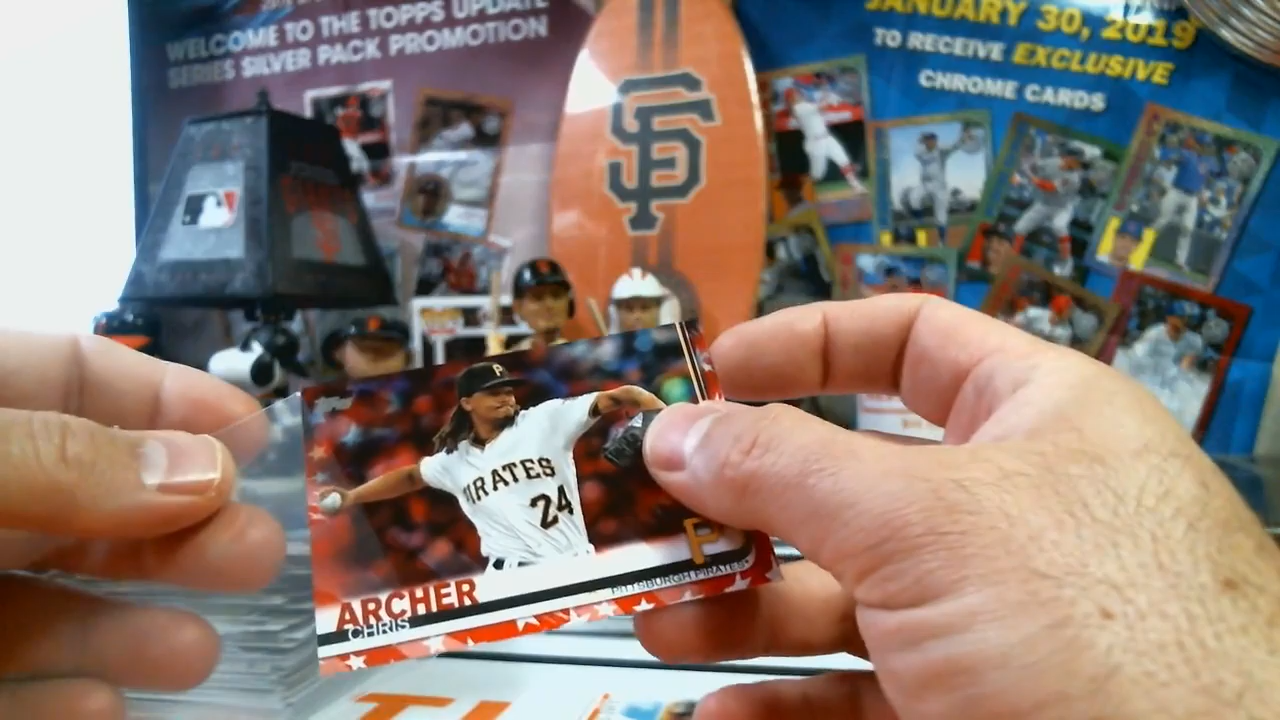 WELCOME TO THE TOPPS UPDATE
SERIES SILVER PACK PROMOTION
JANUARY 30, 2019
TO RECEIVE EXCLUSIVE
CHROME CARDS
SF
P
PIRATES
24
P
ARCHER
CHRIS
PITTSBURGH PIRATES